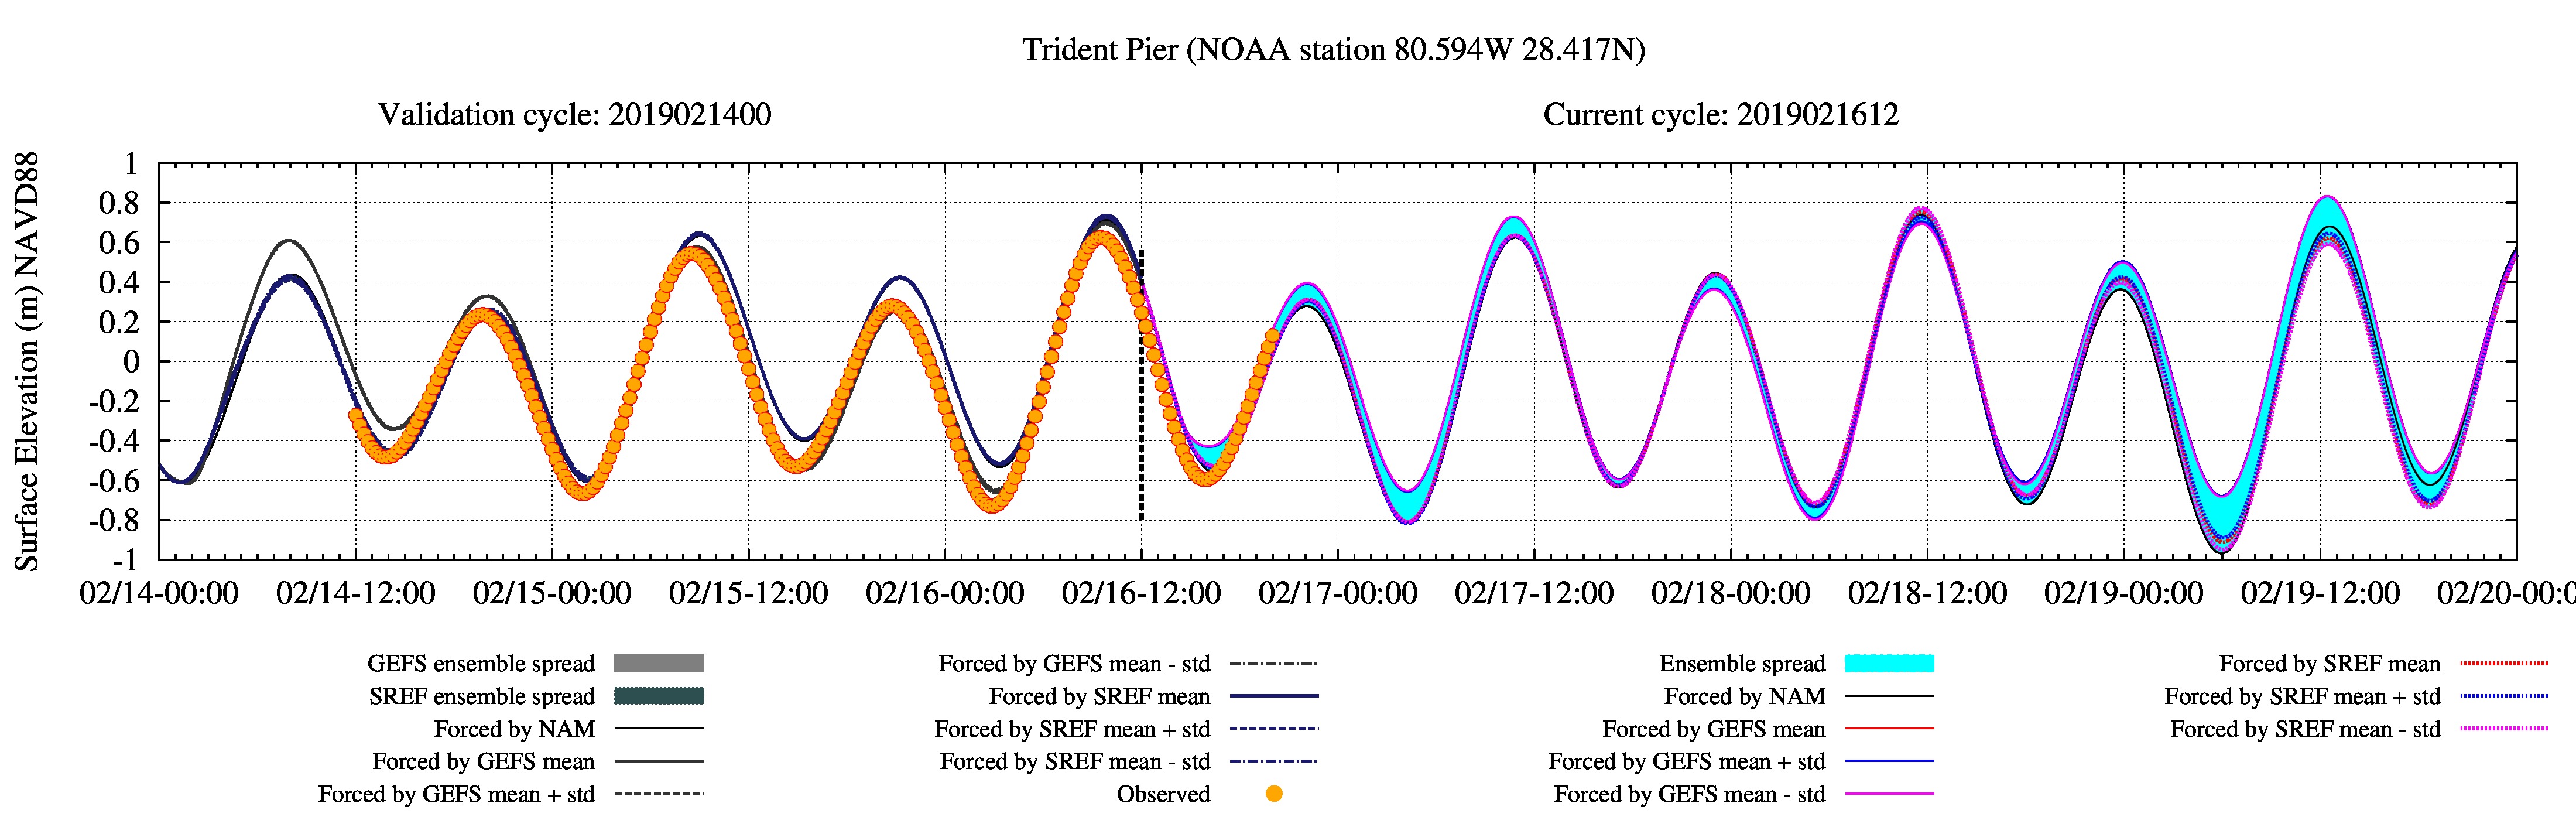 Trident Pier (NOAA station 80.594W 28.417N)
Validation cycle: 2019021400
Current cycle: 2019021612
Surface Elevation (m) NAVD88
1
0.8
0.6
0.4
0.2
0
-0.2
-0.4
-0.6
-0.8
-1
02/14-00:00 02/14-12:00 02/15-00:00 02/15-12:00 02/16-00:00 02/16-12:00 02/17-00:00 02/17-12:00 02/18-00:00 02/18-12:00 02/19-00:00 02/19-12:00 02/20-00:0
GEFS ensemble spread
SREF ensemble spread
Forced by NAM
Forced by GEFS mean
Forced by GEFS mean + std
Forced by GEFS mean - std
Forced by SREF mean
Forced by SREF mean + std
Forced by SREF mean - std
Observed
Ensemble spread
Forced by NAM
Forced by GEFS mean
Forced by GEFS mean + std
Forced by GEFS mean - std
Forced by SREF mean
Forced by SREF mean + std
Forced by SREF mean - std